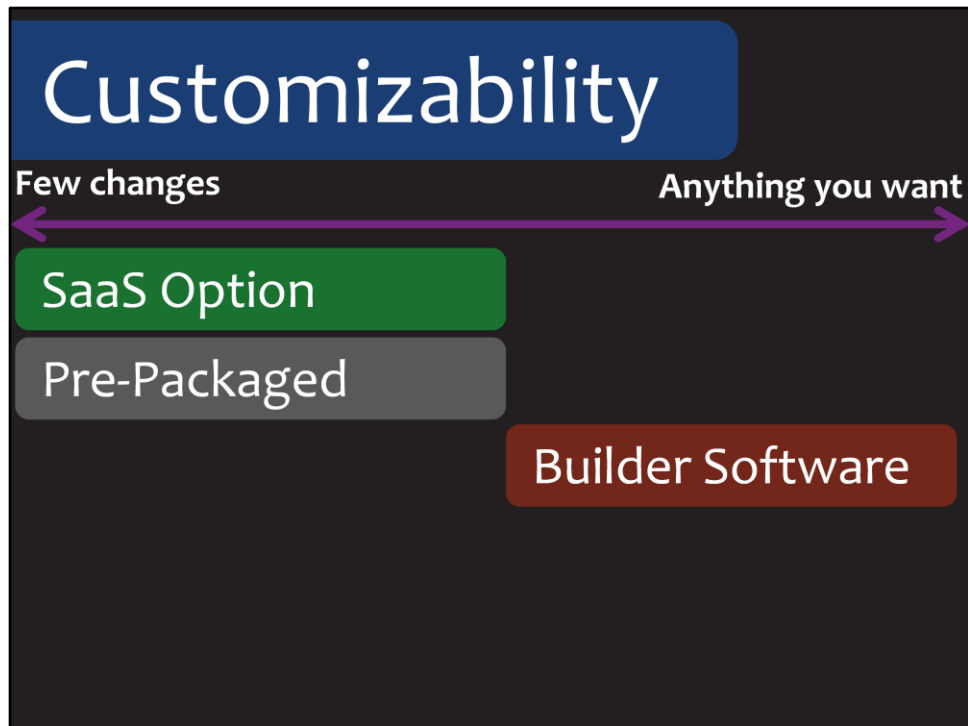 Customizability
Few changes
Anything you want
SaaS Option
Pre-Packaged
Builder Software